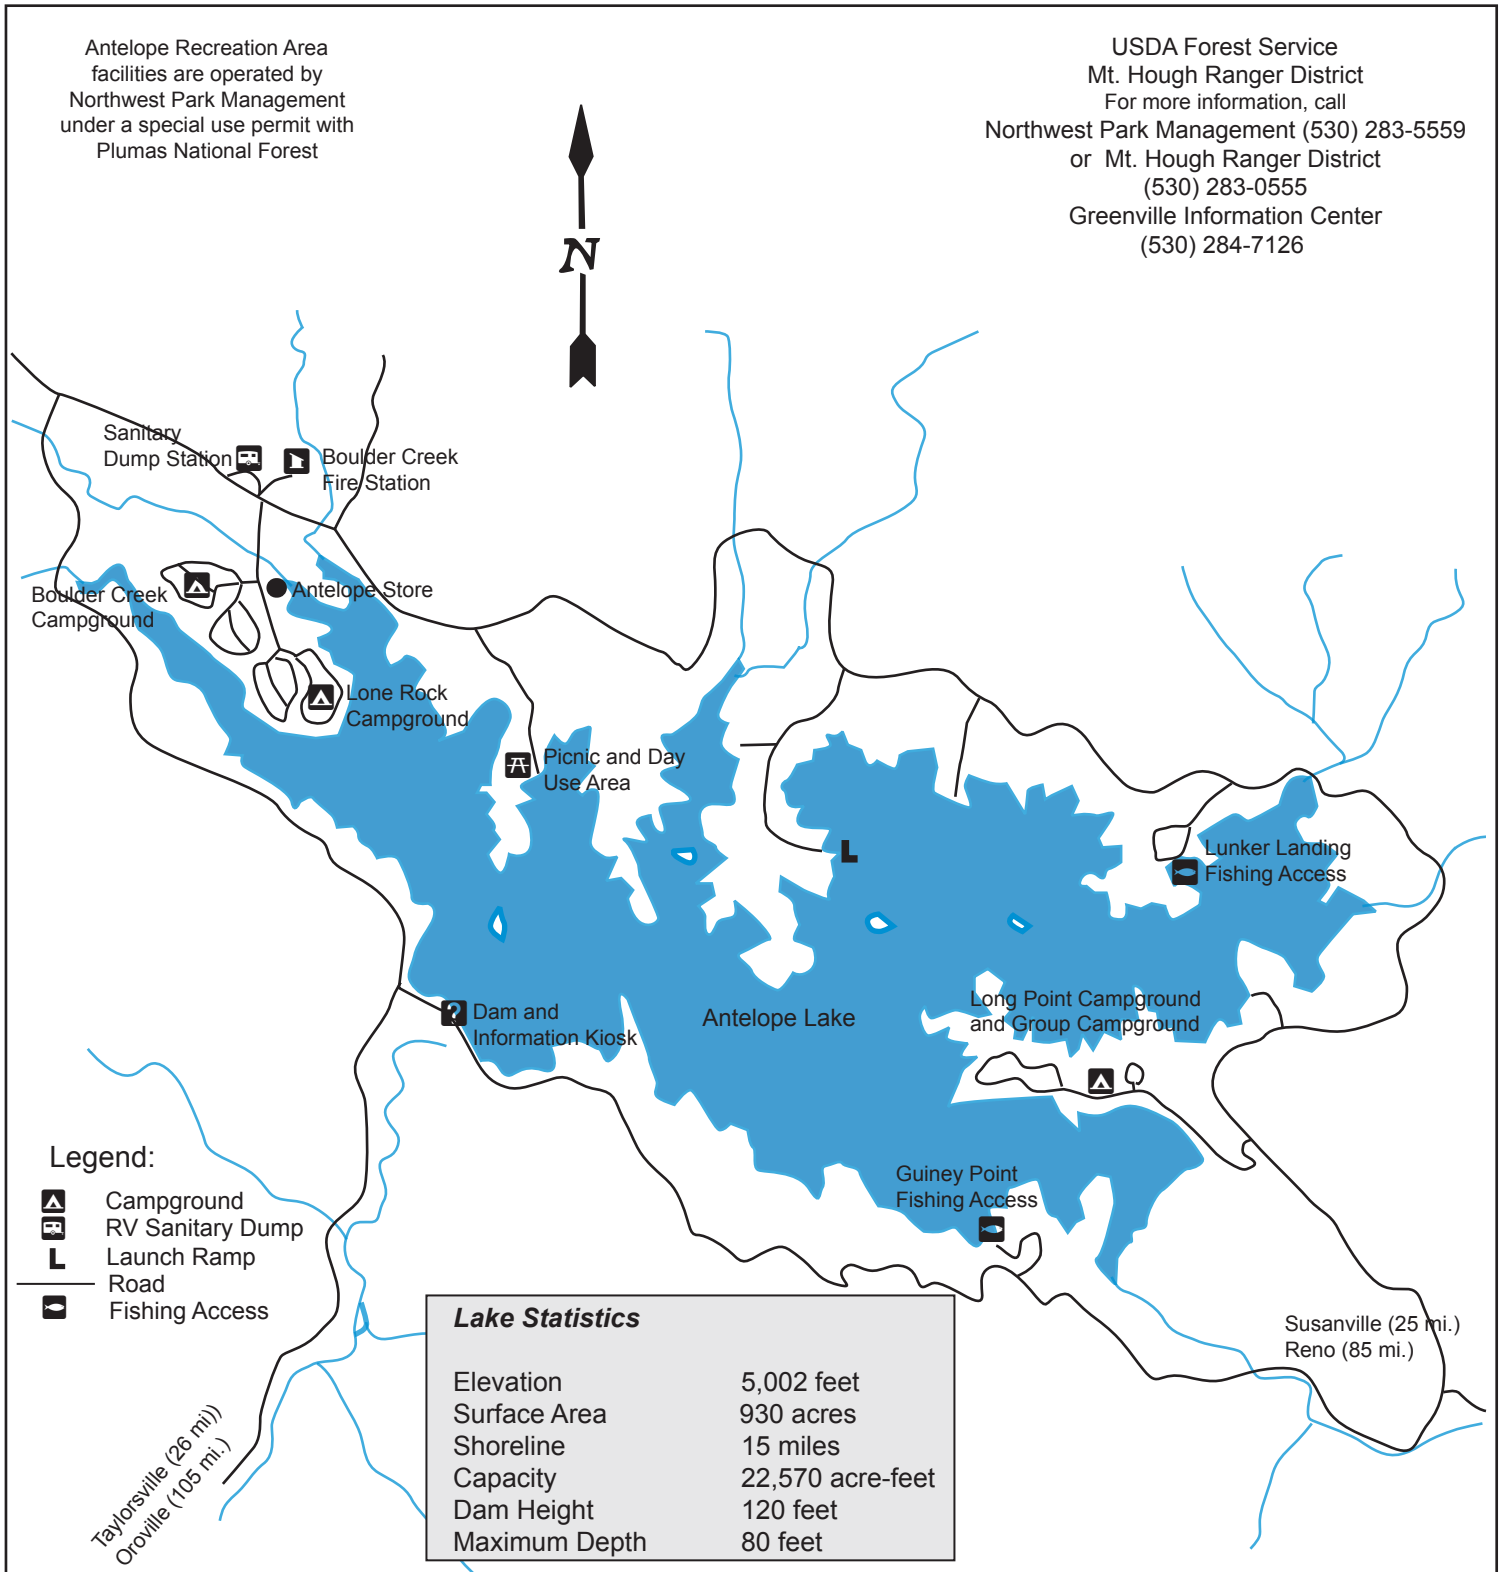 Antelope Recreation Area
facilities are operated by
Northwest Park Management
under a special use permit with
Plumas National Forest
USDA Forest Service
Mt. Hough Ranger District
For more information, call
Northwest Park Management (530) 283-5559
or Mt. Hough Ranger District
(530) 283-0555
Greenville Information Center
(530) 284-7126
N
Sanitary
Dump Station
Boulder Creek
Fire Station
Boulder Creek
Campground
Antelope Store
Lone Rock
Campground
Picnic and Day
Use Area
L
Lunker Landing
Fishing Access
?
Dam and
Information Kiosk
Antelope Lake
Long Point Campground
and Group Campground
Guiney Point
Fishing Access
Legend:
Campground
RV Sanitary Dump
L Launch Ramp
Road
Fishing Access
Susanville (25 mi.)
Reno (85 mi.)
Taylorsville (26 mi))
Oroville (105 mi.)
Lake Statistics
Elevation 5,002 feet
Surface Area 930 acres
Shoreline 15 miles
Capacity 22,570 acre-feet
Dam Height 120 feet
Maximum Depth 80 feet